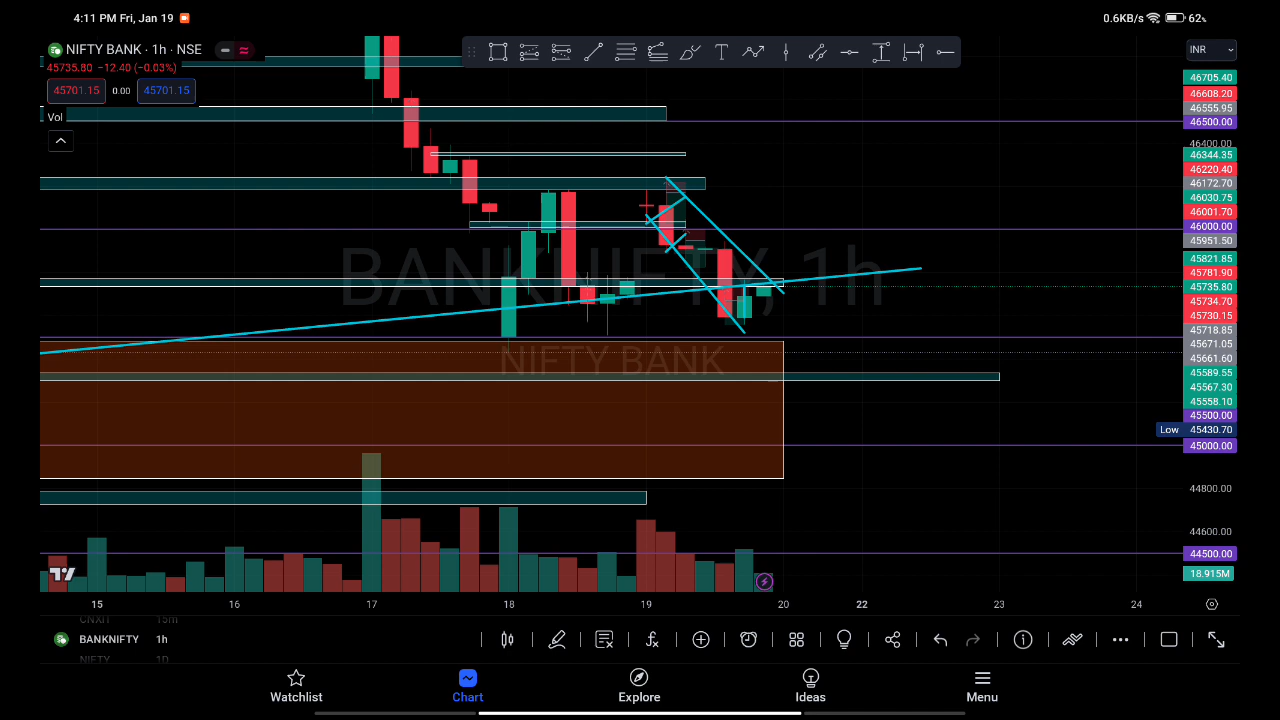 4:11 PM Fri, Jan 19
0.6KB/s 62%
NIFTY BANK · 1h · NSE
INR
45735.80 −12.40 (−0.03%)
45701.15 0.00 45701.15
Vol
46705.40
46608.20
46555.95
46500.00
46400.00
46344.35
46220.40
46172.70
46030.75
46001.70
46000.00
45951.50
45821.85
45781.90
45735.80
45734.70
45730.15
45718.85
45671.05
45661.60
45589.55
45567.30
45558.10
45500.00
Low 45430.70
45000.00
44800.00
44600.00
44500.00
18.915M
BANKNIFTY, 1h
NIFTY BANK
15 16 17 18 19 20 22 23 24
CNXIT 15m
BANKNIFTY 1h
NIFTY 1D
Watchlist Chart Explore Ideas Menu